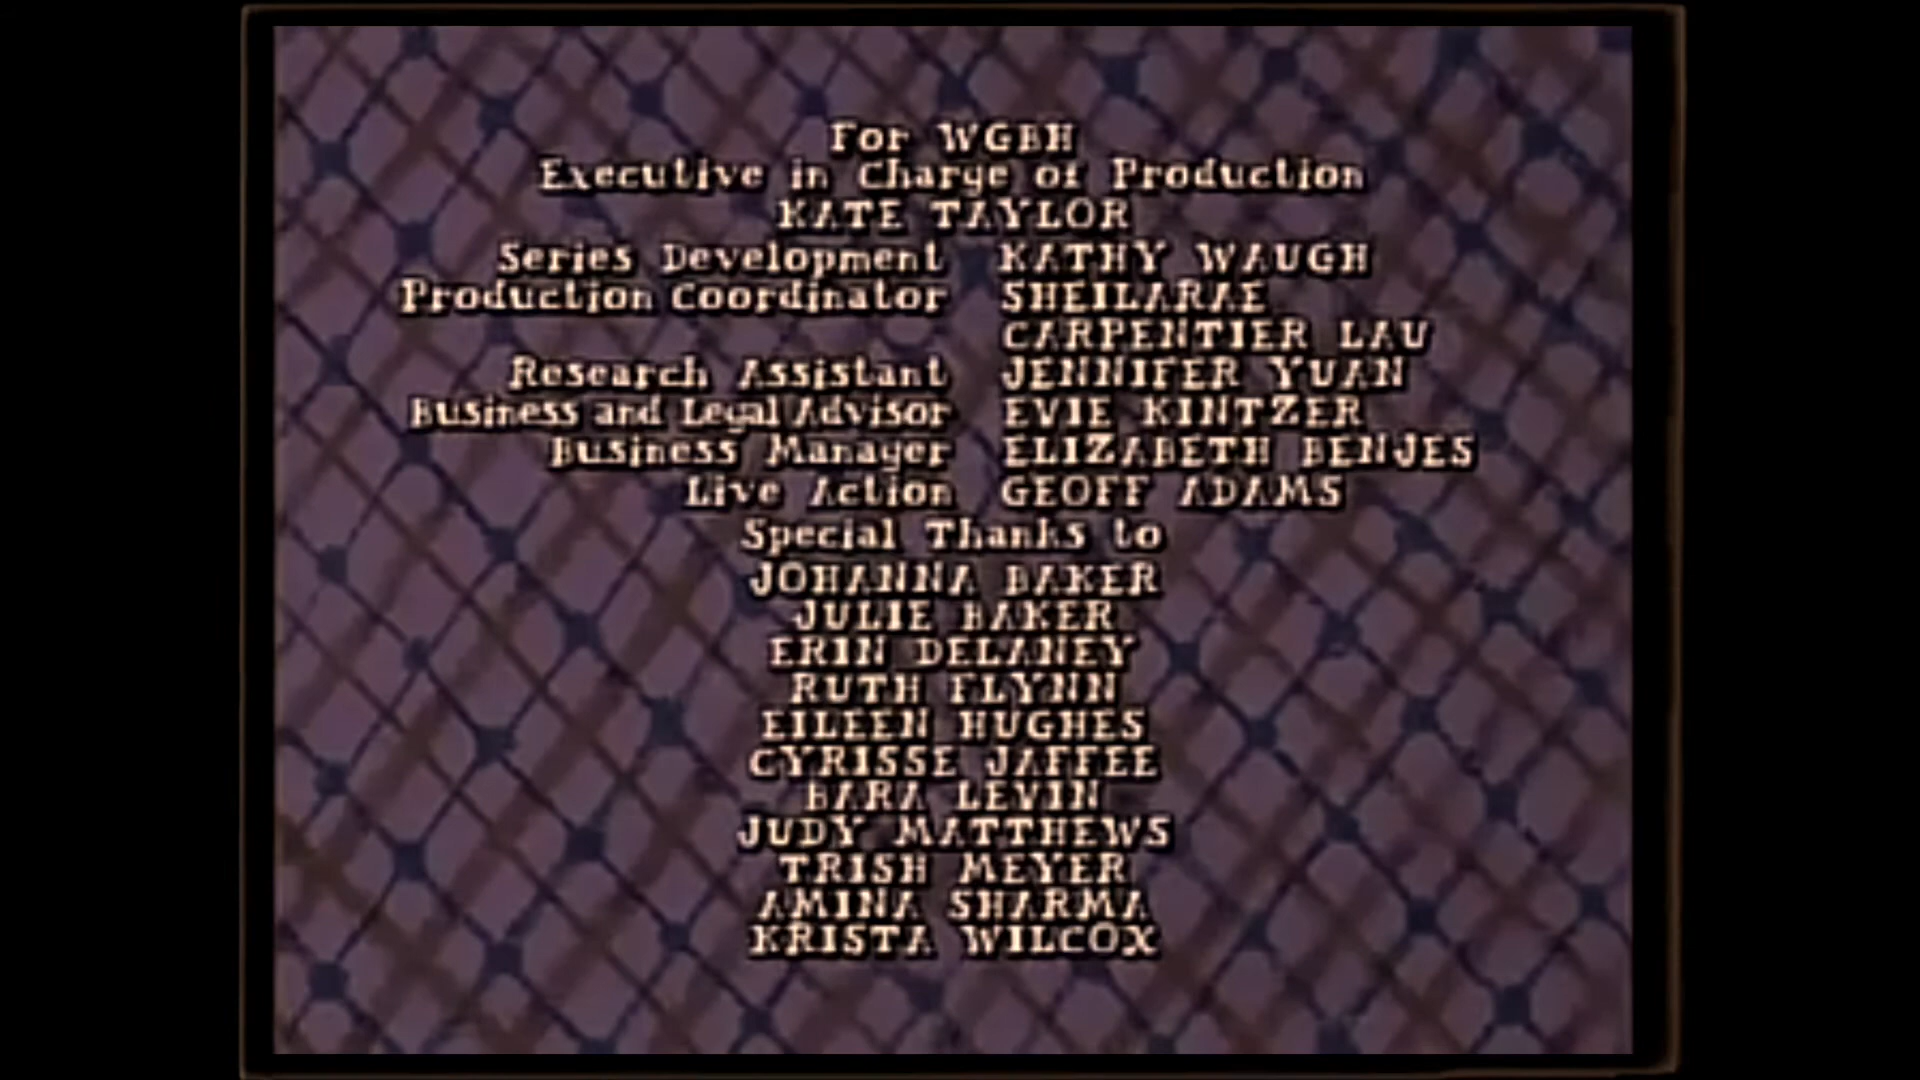 For WGBH
Executive in Charge of Production
KATE TAYLOR
Series Development KATHY WAUGH
Production Coordinator SHEILARAE
CARPENTIER LAU
Research Assistant JENNIFER YUAN
Business and Legal Advisor EVIE KINTZER
Business Manager ELIZABETH BENJES
Live Action GEOFF ADAMS
Special Thanks to
JOHANNA BAKER
JULIE BAKER
ERIN DELANEY
RUTH FLYNN
EILEEN HUGHES
CYRISSE JAFFEE
BARA LEVIN
JUDY MATTHEWS
TRISH MEYER
AMINA SHARMA
KRISTA WILCOX